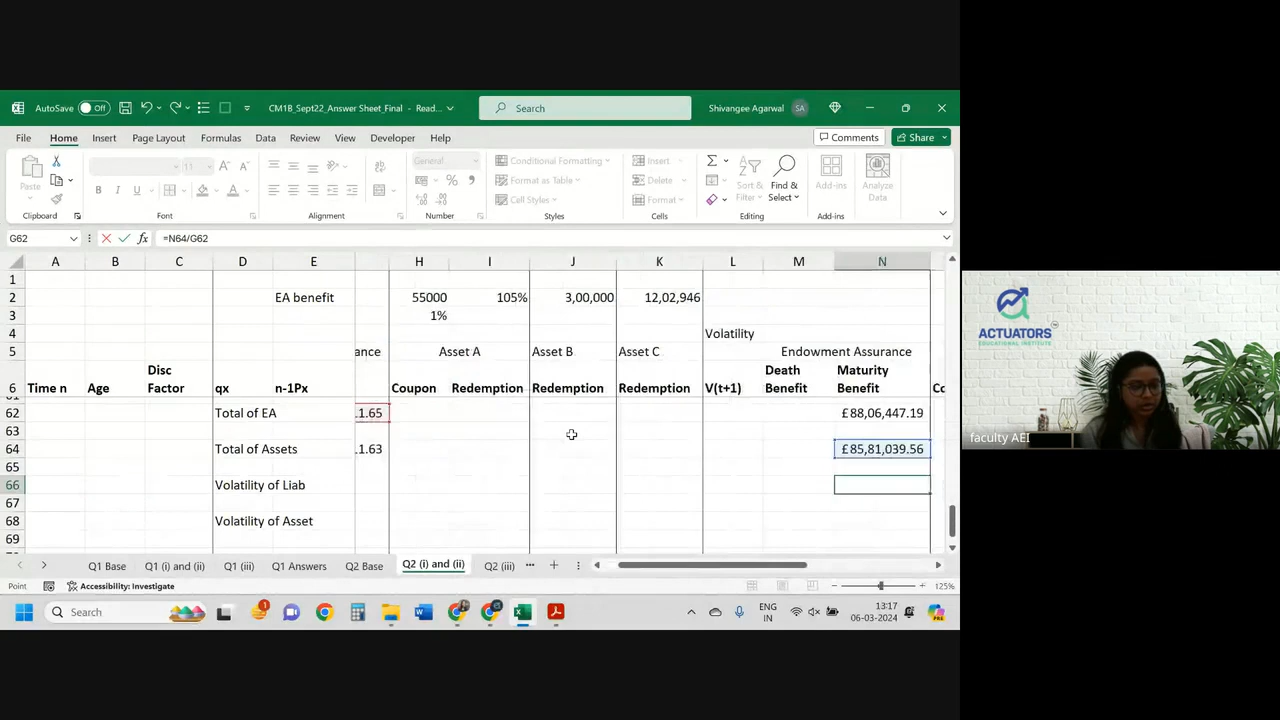 AutoSave Off CM1B_Sept22_Answer Sheet_Final - Read... Search Shivangee Agarwal SA
File Home Insert Page Layout Formulas Data Review View Developer Help Comments Share
Paste 11 General Conditional Formatting Insert Sort & Find & Add-ins Analyze
Format as Table Delete Filter Select Data
B I U Cell Styles Format
Clipboard Font Alignment Number Styles Cells Editing Add-ins
G62 =N64/G62
A B C D E H I J K L M N
1
2 EA benefit 55000 105% 3,00,000 12,02,946
3 1%
4 Volatility
5 ance Asset A Asset B Asset C Endowment Assurance
Disc Death Maturity
6 Time n Age Factor qx n-1Px Coupon Redemption Redemption Redemption V(t+1) Benefit Benefit
62 Total of EA .1.65 £88,06,447.19
63
64 Total of Assets .1.63 £85,81,039.56
65
66 Volatility of Liab
67
68 Volatility of Asset
69
Q1 Base Q1 (i) and (ii) Q1 (iii) Q1 Answers Q2 Base Q2 (i) and (ii) Q2 (iii)
Point Accessibility: Investigate 125%
Search ENG IN 13:17 06-03-2024
ACTUATORS
EDUCATIONAL INSTITUTE
faculty AEI